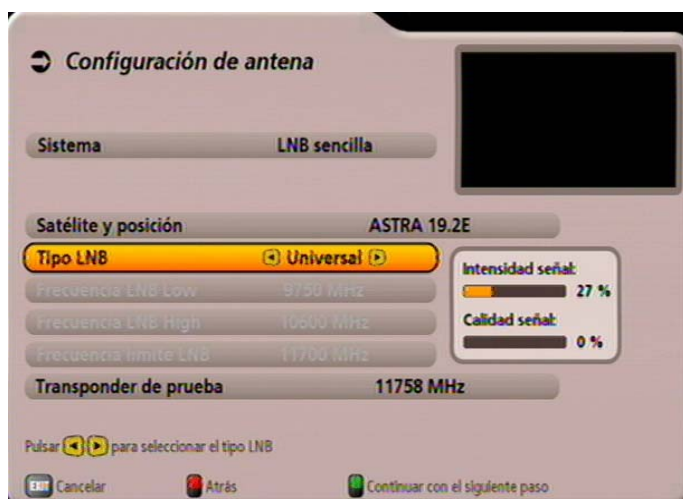 Configuración de antena
Sistema LNB sencilla
Satélite y posición ASTRA 19.2E
Tipo LNB Universal
Frecuencia LNB Low 9750 MHz
Frecuencia LNB High 10600 MHz
Frecuencia límite LNB 11700 MHz
Intensidad señal:
27 %
Calidad señal:
0 %
Transponder de prueba 11758 MHz
Pulsar para seleccionar el tipo LNB
Cancelar Atrás Continuar con el siguiente paso